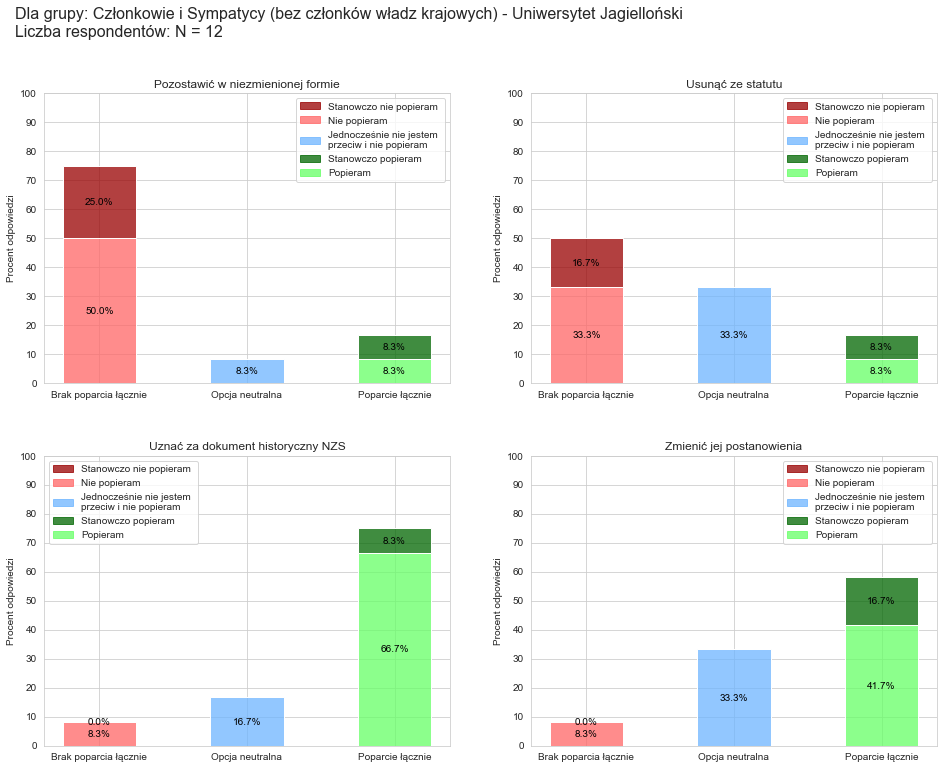 Dla grupy: Członkowie i Sympatycy (bez członków władz krajowych) - Uniwersytet Jagielloński
Liczba respondentów: N = 12
Pozostawić w niezmienionej formie
100
90
80
70
60
50
40
30
20
10
0
Procent odpowiedzi
Stanowczo nie popieram
Nie popieram
Jednocześnie nie jestem
przeciw i nie popieram
Stanowczo popieram
Popieram
25.0%
50.0%
8.3%
8.3%
8.3%
Brak poparcia łącznie
Opcja neutralna
Poparcie łącznie
Usunąć ze statutu
100
90
80
70
60
50
40
30
20
10
0
Procent odpowiedzi
Stanowczo nie popieram
Nie popieram
Jednocześnie nie jestem
przeciw i nie popieram
Stanowczo popieram
Popieram
16.7%
33.3%
33.3%
8.3%
8.3%
Brak poparcia łącznie
Opcja neutralna
Poparcie łącznie
Uznać za dokument historyczny NZS
100
90
80
70
60
50
40
30
20
10
0
Procent odpowiedzi
Stanowczo nie popieram
Nie popieram
Jednocześnie nie jestem
przeciw i nie popieram
Stanowczo popieram
Popieram
0.0%
8.3%
16.7%
8.3%
66.7%
Brak poparcia łącznie
Opcja neutralna
Poparcie łącznie
Zmienić jej postanowienia
100
90
80
70
60
50
40
30
20
10
0
Procent odpowiedzi
Stanowczo nie popieram
Nie popieram
Jednocześnie nie jestem
przeciw i nie popieram
Stanowczo popieram
Popieram
0.0%
8.3%
33.3%
16.7%
41.7%
Brak poparcia łącznie
Opcja neutralna
Poparcie łącznie